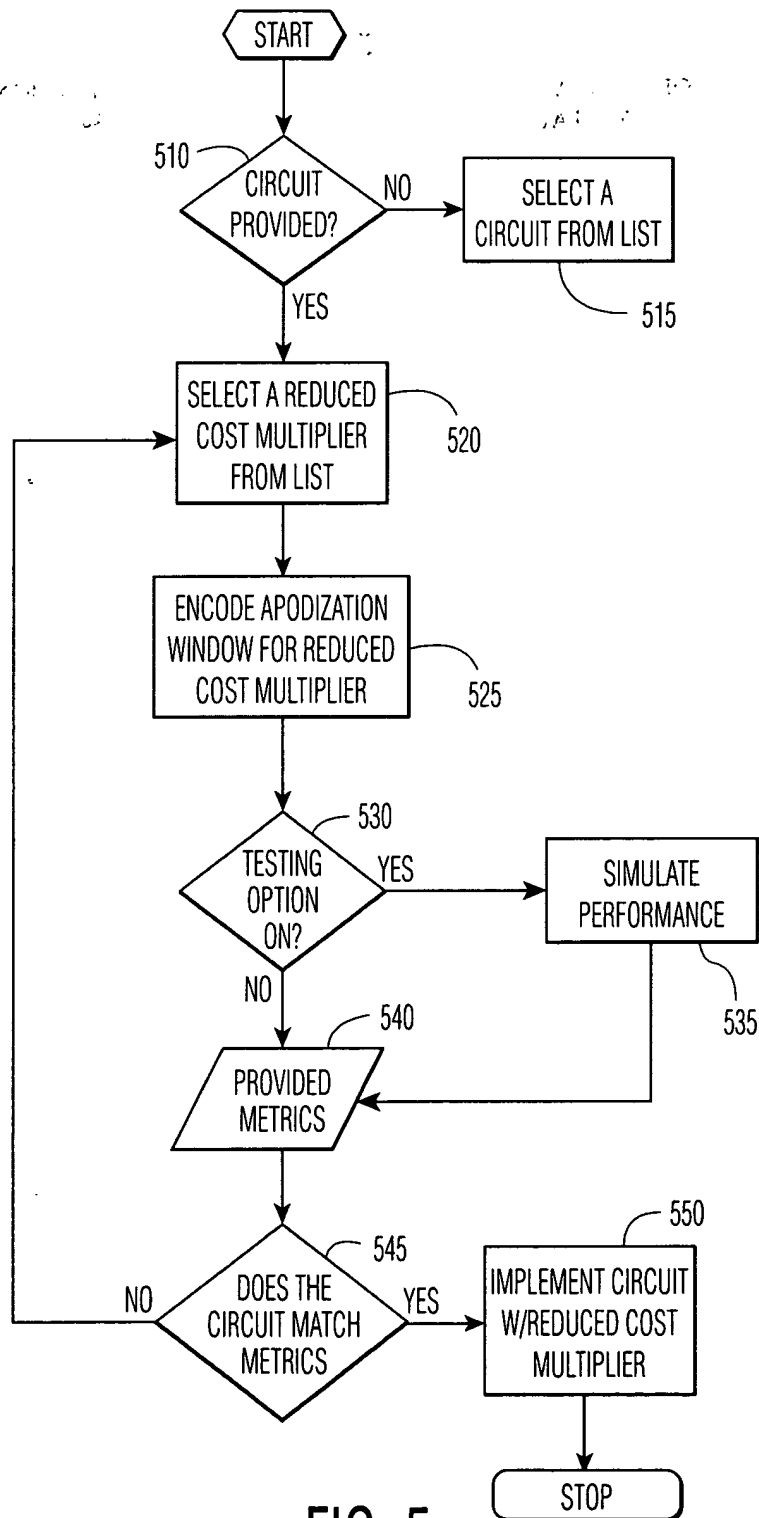 START
510
CIRCUIT
PROVIDED?
NO
SELECT A
CIRCUIT FROM LIST
515
YES
SELECT A REDUCED
COST MULTIPLIER
FROM LIST
520
ENCODE APODIZATION
WINDOW FOR REDUCED
COST MULTIPLIER
525
530
TESTING
OPTION
ON?
YES
SIMULATE
PERFORMANCE
535
NO
540
PROVIDED
METRICS
545
DOES THE
CIRCUIT MATCH
METRICS
NO
YES
550
IMPLEMENT CIRCUIT
W/REDUCED COST
MULTIPLIER
STOP